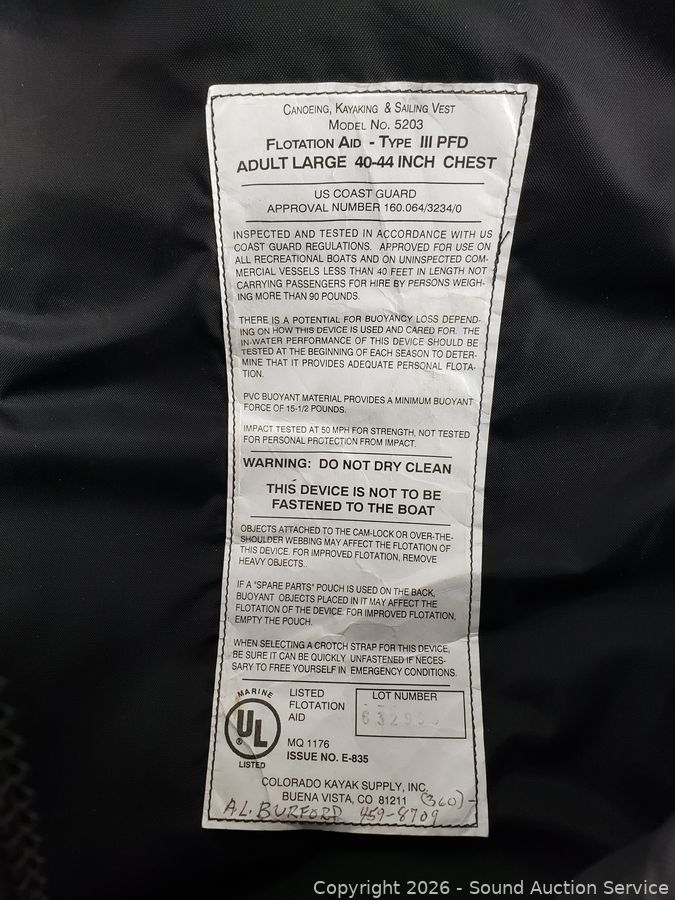 CANOEING, KAYAKING & SAILING VEST
MODEL NO. 5203
FLOTATION AID - TYPE III PFD
ADULT LARGE 40-44 INCH CHEST
US COAST GUARD
APPROVAL NUMBER 160.064/3234/0
INSPECTED AND TESTED IN ACCORDANCE WITH US
COAST GUARD REGULATIONS. APPROVED FOR USE ON
ALL RECREATIONAL BOATS AND ON UNINSPECTED COM-
MERCIAL VESSELS LESS THAN 40 FEET IN LENGTH NOT
CARRYING PASSENGERS FOR HIRE BY PERSONS WEIGH-
ING MORE THAN 90 POUNDS.
THERE IS A POTENTIAL FOR BUOYANCY LOSS DEPEND-
ING ON HOW THIS DEVICE IS USED AND CARED FOR. THE
IN-WATER PERFORMANCE OF THIS DEVICE SHOULD BE
TESTED AT THE BEGINNING OF EACH SEASON TO DETER-
MINE THAT IT PROVIDES ADEQUATE PERSONAL FLOTA-
TION.
PVC BUOYANT MATERIAL PROVIDES A MINIMUM BUOYANT
FORCE OF 15-1/2 POUNDS.
IMPACT TESTED AT 50 MPH FOR STRENGTH, NOT TESTED
FOR PERSONAL PROTECTION FROM IMPACT.
WARNING: DO NOT DRY CLEAN
THIS DEVICE IS NOT TO BE
FASTENED TO THE BOAT
OBJECTS ATTACHED TO THE CAM-LOCK OR OVER-THE-
SHOULDER WEBBING MAY AFFECT THE FLOTATION OF
THIS DEVICE. FOR IMPROVED FLOTATION, REMOVE
HEAVY OBJECTS..
IF A "SPARE PARTS" POUCH IS USED ON THE BACK,
BUOYANT OBJECTS PLACED IN IT MAY AFFECT THE
FLOTATION OF THE DEVICE. FOR IMPROVED FLOTATION,
EMPTY THE POUCH.
WHEN SELECTING A CROTCH STRAP FOR THIS DEVICE,
BE SURE IT CAN BE QUICKLY UNFASTENED IF NECES-
SARY TO FREE YOURSELF IN EMERGENCY CONDITIONS.
MARINE
UL
®
LISTED
LISTED
FLOTATION
AID
MQ 1176
ISSUE NO. E-835
LOT NUMBER
COLORADO KAYAK SUPPLY, INC.
BUENA VISTA, CO 81211 (360)-
AL. BURFORD 459-8709
Copyright 2026 - Sound Auction Service